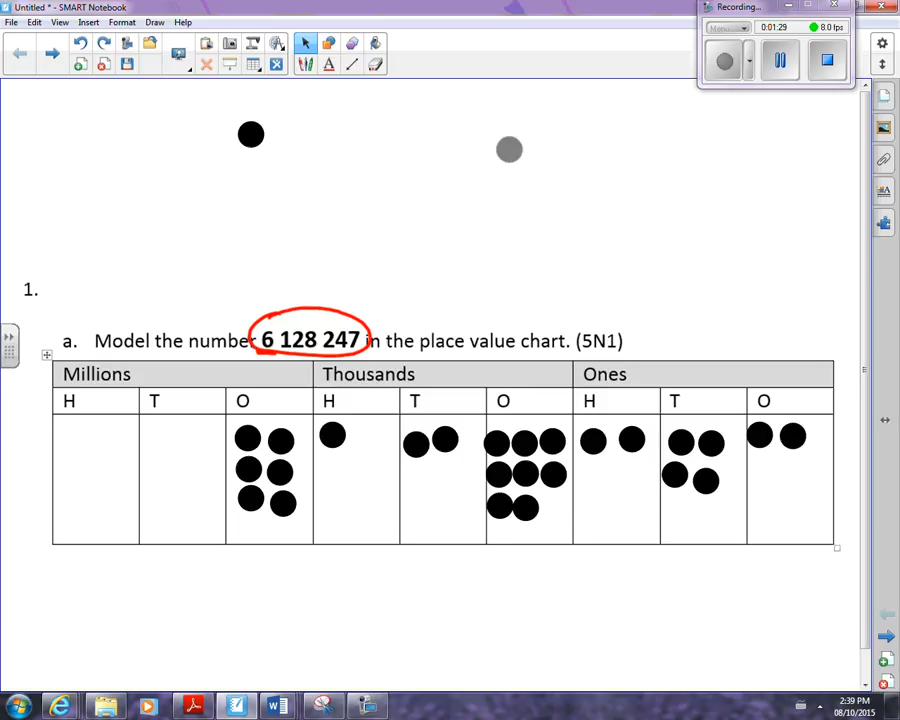 Untitled * - SMART Notebook
Recording...
File Edit View Insert Format Draw Help
Menu
0:01:29
8.0 fps
1.
a. Model the number 6 128 247 in the place value chart. (5N1)
Millions Thousands Ones
H T O H T O H T O
2:39 PM
08/10/2015